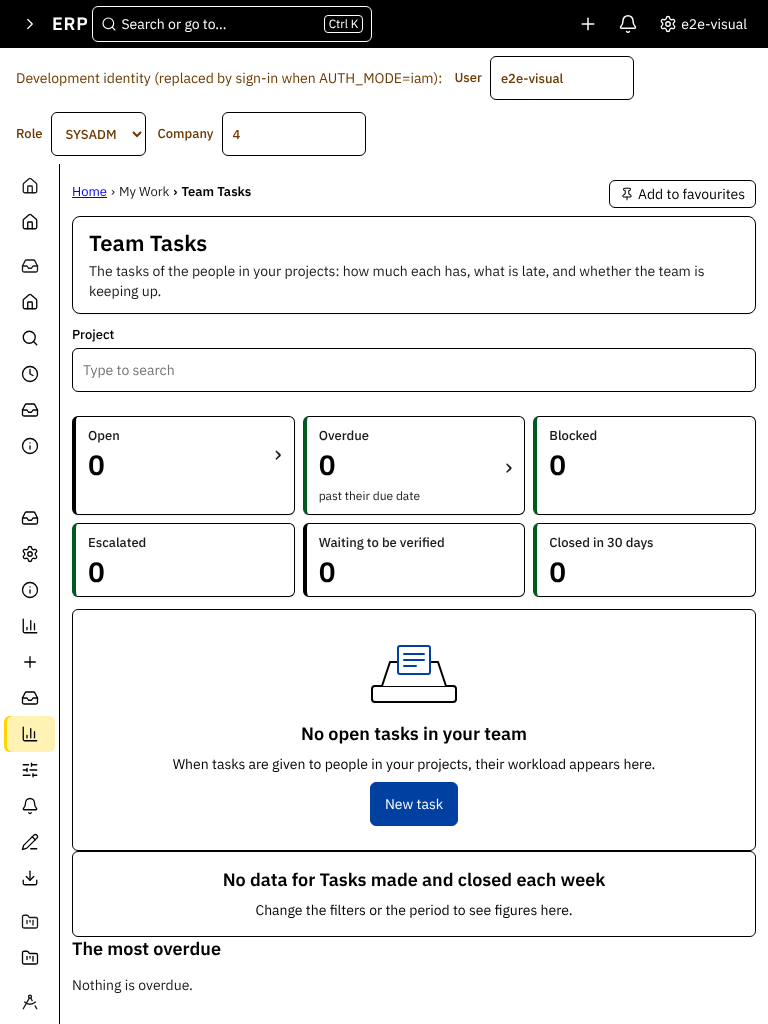 ERP
Search or go to...
Ctrl K
e2e-visual
Development identity (replaced by sign-in when AUTH_MODE=iam):
User
e2e-visual
Role
SYSADM
Company
4
Home › My Work › Team Tasks
Add to favourites
Team Tasks
The tasks of the people in your projects: how much each has, what is late, and whether the team is
keeping up.
Project
Type to search
Open
0
Overdue
0
past their due date
Blocked
0
Escalated
0
Waiting to be verified
0
Closed in 30 days
0
No open tasks in your team
When tasks are given to people in your projects, their workload appears here.
New task
No data for Tasks made and closed each week
Change the filters or the period to see figures here.
The most overdue
Nothing is overdue.